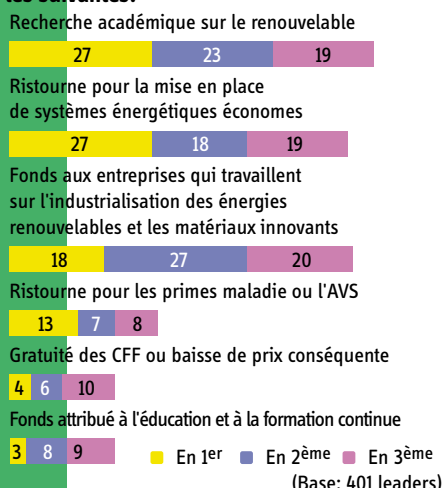 les suivantes:
Recherche académique sur le renouvelable
27 23 19
Ristourne pour la mise en place
de systèmes énergétiques économes
27 18 19
Fonds aux entreprises qui travaillent
sur l'industrialisation des énergies
renouvelables et les matériaux innovants
18 27 20
Ristourne pour les primes maladie ou l'AVS
13 7 8
Gratuité des CFF ou baisse de prix conséquente
4 6 10
Fonds attribué à l'éducation et à la formation continue
3 8 9
En 1er En 2ème En 3ème
(Base: 401 leaders)